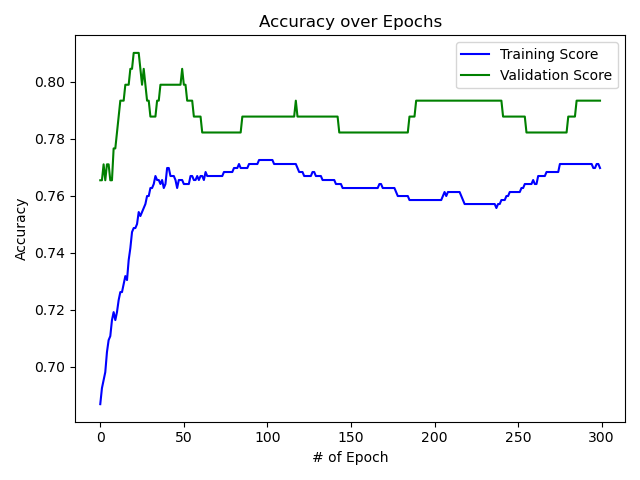 Accuracy over Epochs
Training Score
Validation Score
0.80
0.78
0.76
0.74
0.72
0.70
Accuracy
0 50 100 150 200 250 300
# of Epoch